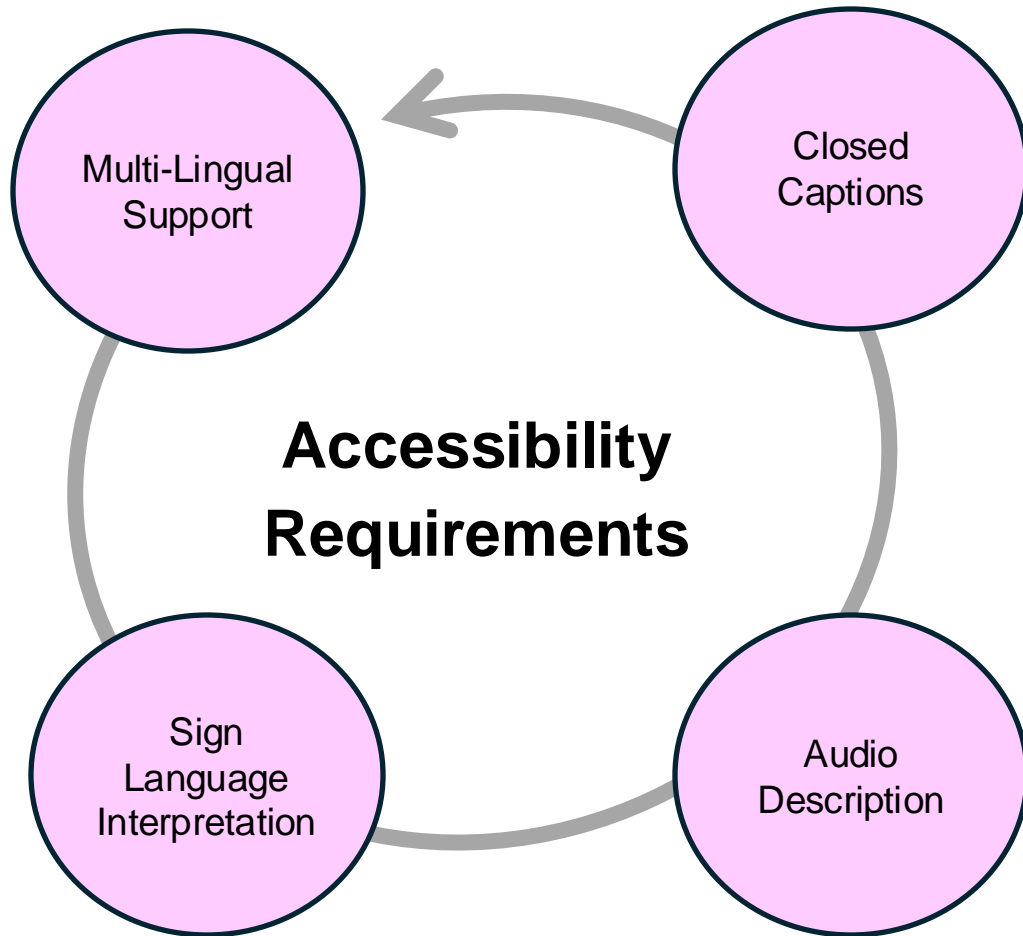 Multi-Lingual
Support
Closed
Captions
Accessibility
Requirements
Sign
Language
Interpretation
Audio
Description